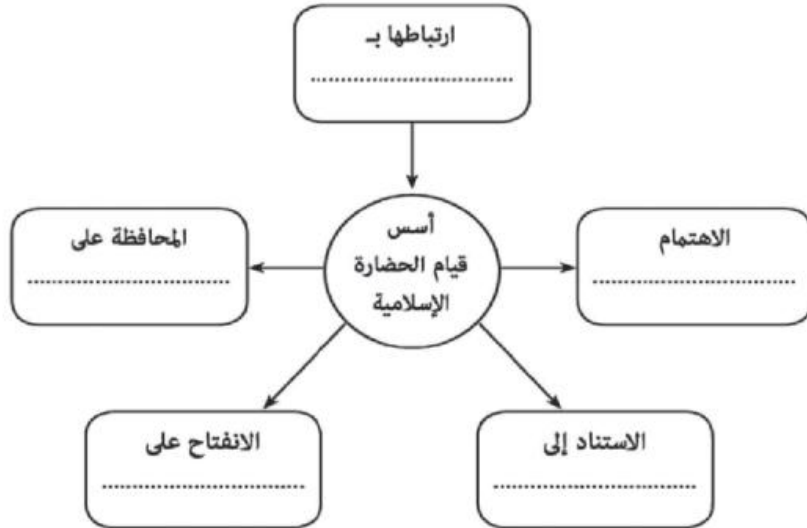 ارتباطها بـ
................................................
أسس
قيام الحضارة
الإسلامية
الاهتمام
................................................
المحافظة على
................................................
الاستناد إلى
................................................
الانفتاح على
................................................